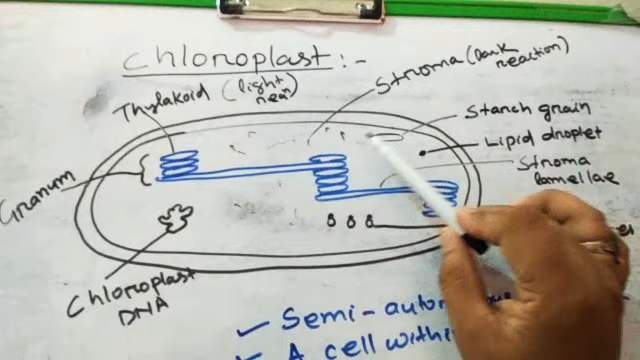 Chloroplast :-
Thylakoid (light
Stroma (Dark
reaction)
Starch grain
Lipid droplet
Stroma
lamellae
Granum
Chloroplast
DNA
✓ Semi-auto
✓ A cell with